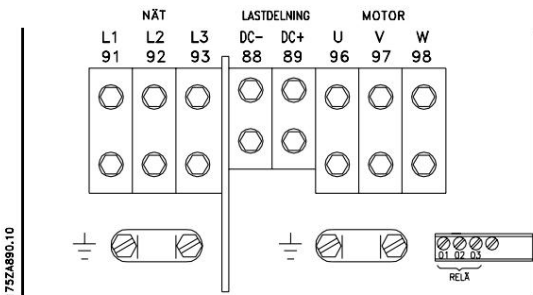 NÄT LASTDELNING MOTOR
L1 L2 L3 DC- DC+ U V W
91 92 93 88 89 96 97 98
01 02 03
RELÄ
175ZA890.10